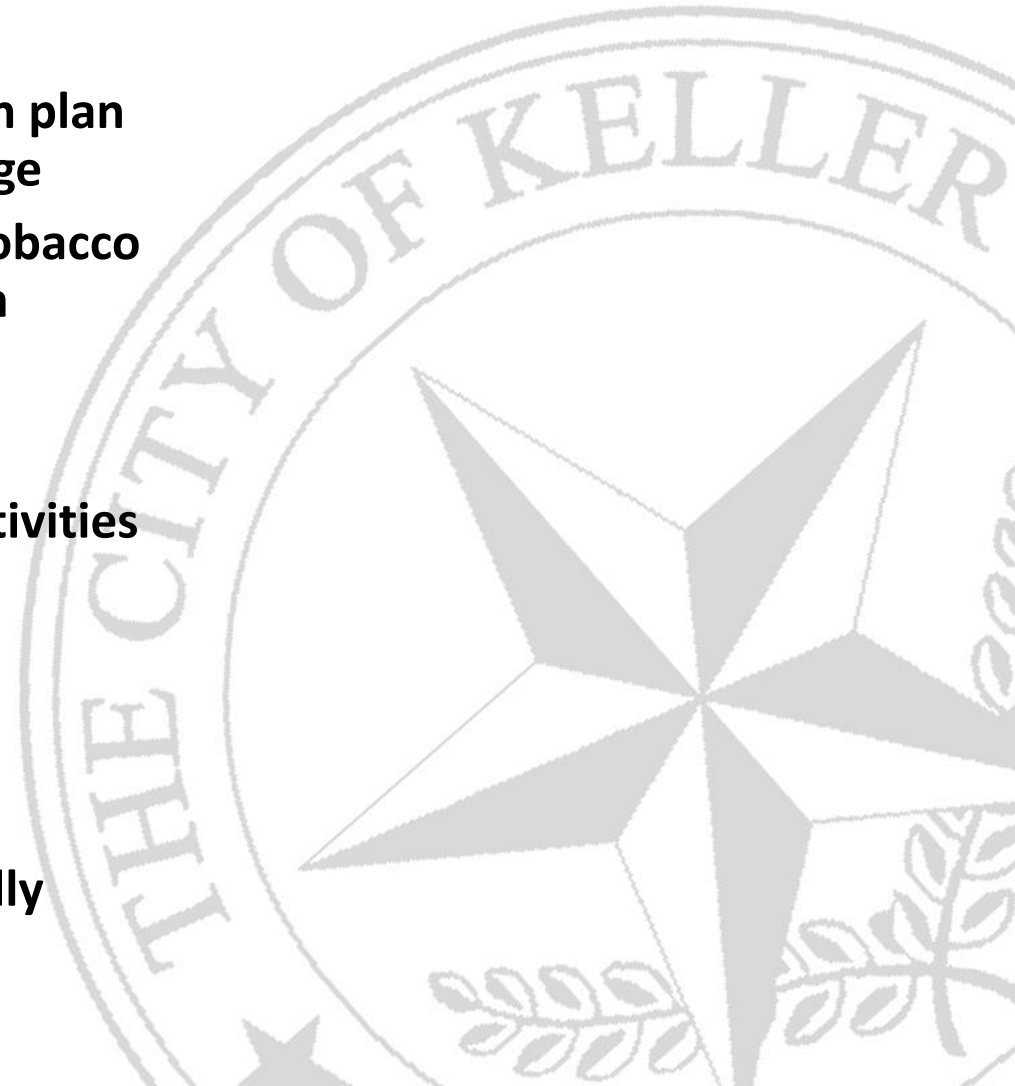 n plan
ge
obacco
n
tivities
lly
THE CITY OF KELLER